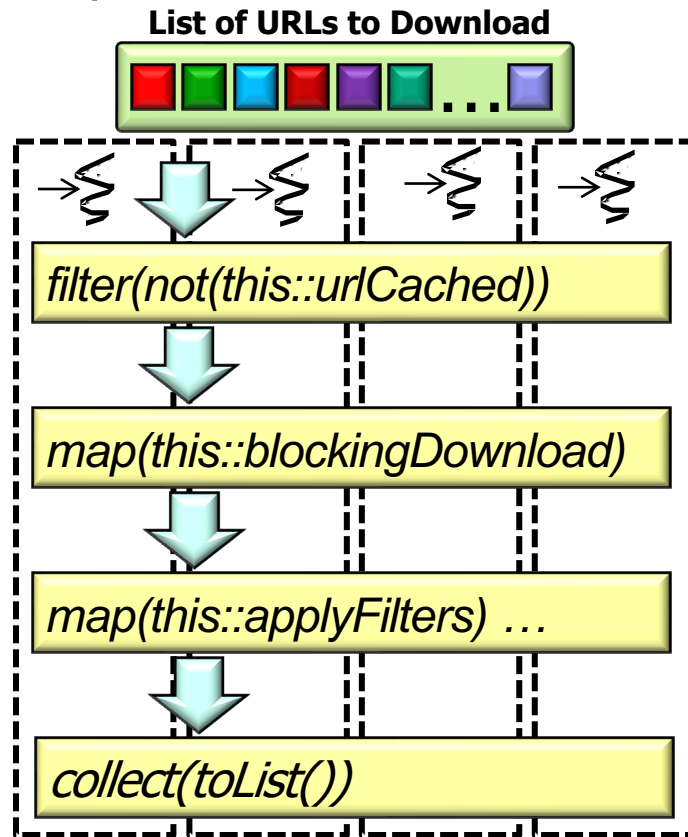 List of URLs to Download
...
filter(not(this::urlCached))
map(this::blockingDownload)
map(this::applyFilters) …
collect(toList())